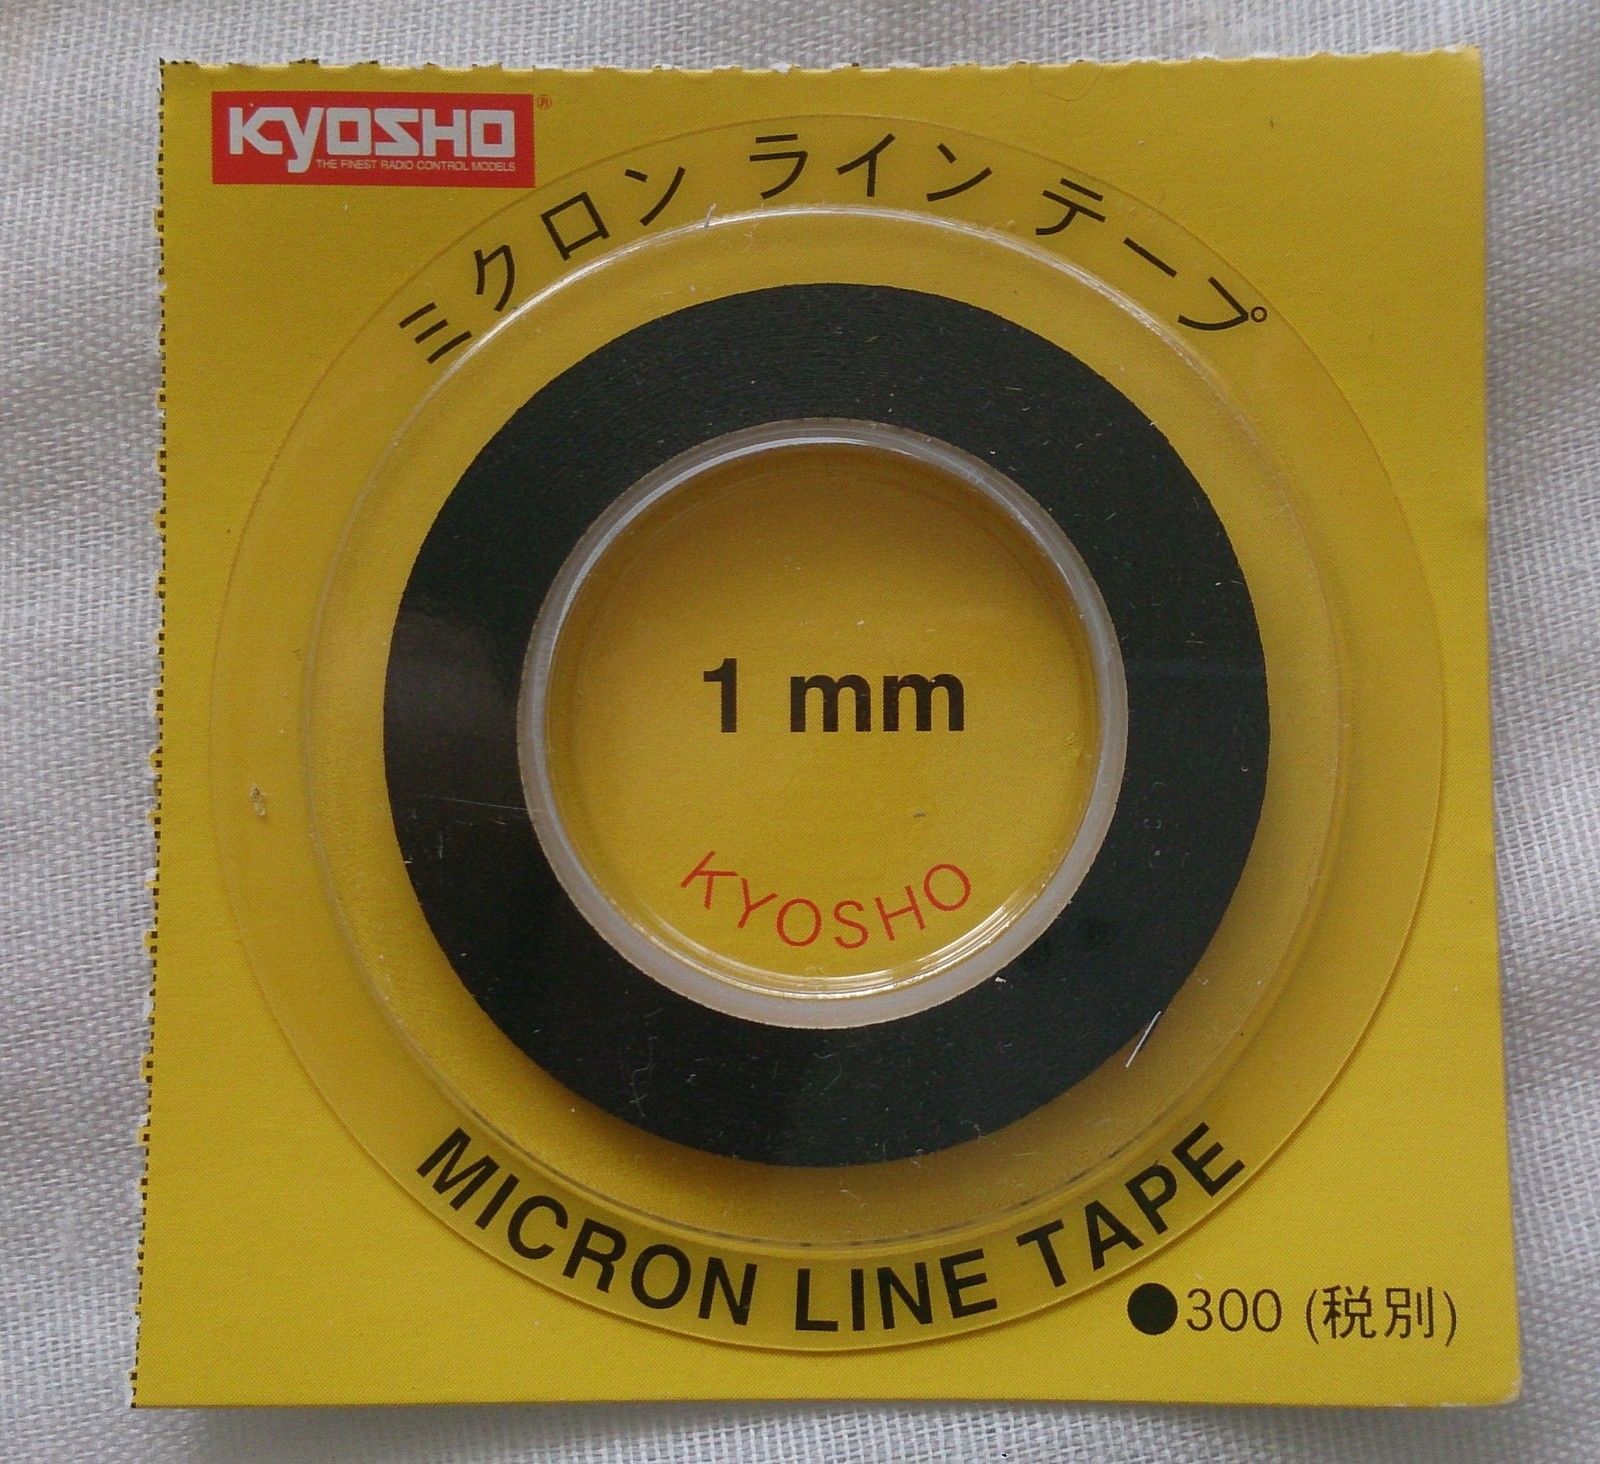 KYOSHO®
THE FINEST RADIO CONTROL MODELS
ミクロン ライン テープ
1 mm
KYOSHO
MICRON LINE TAPE
●300 (税別)